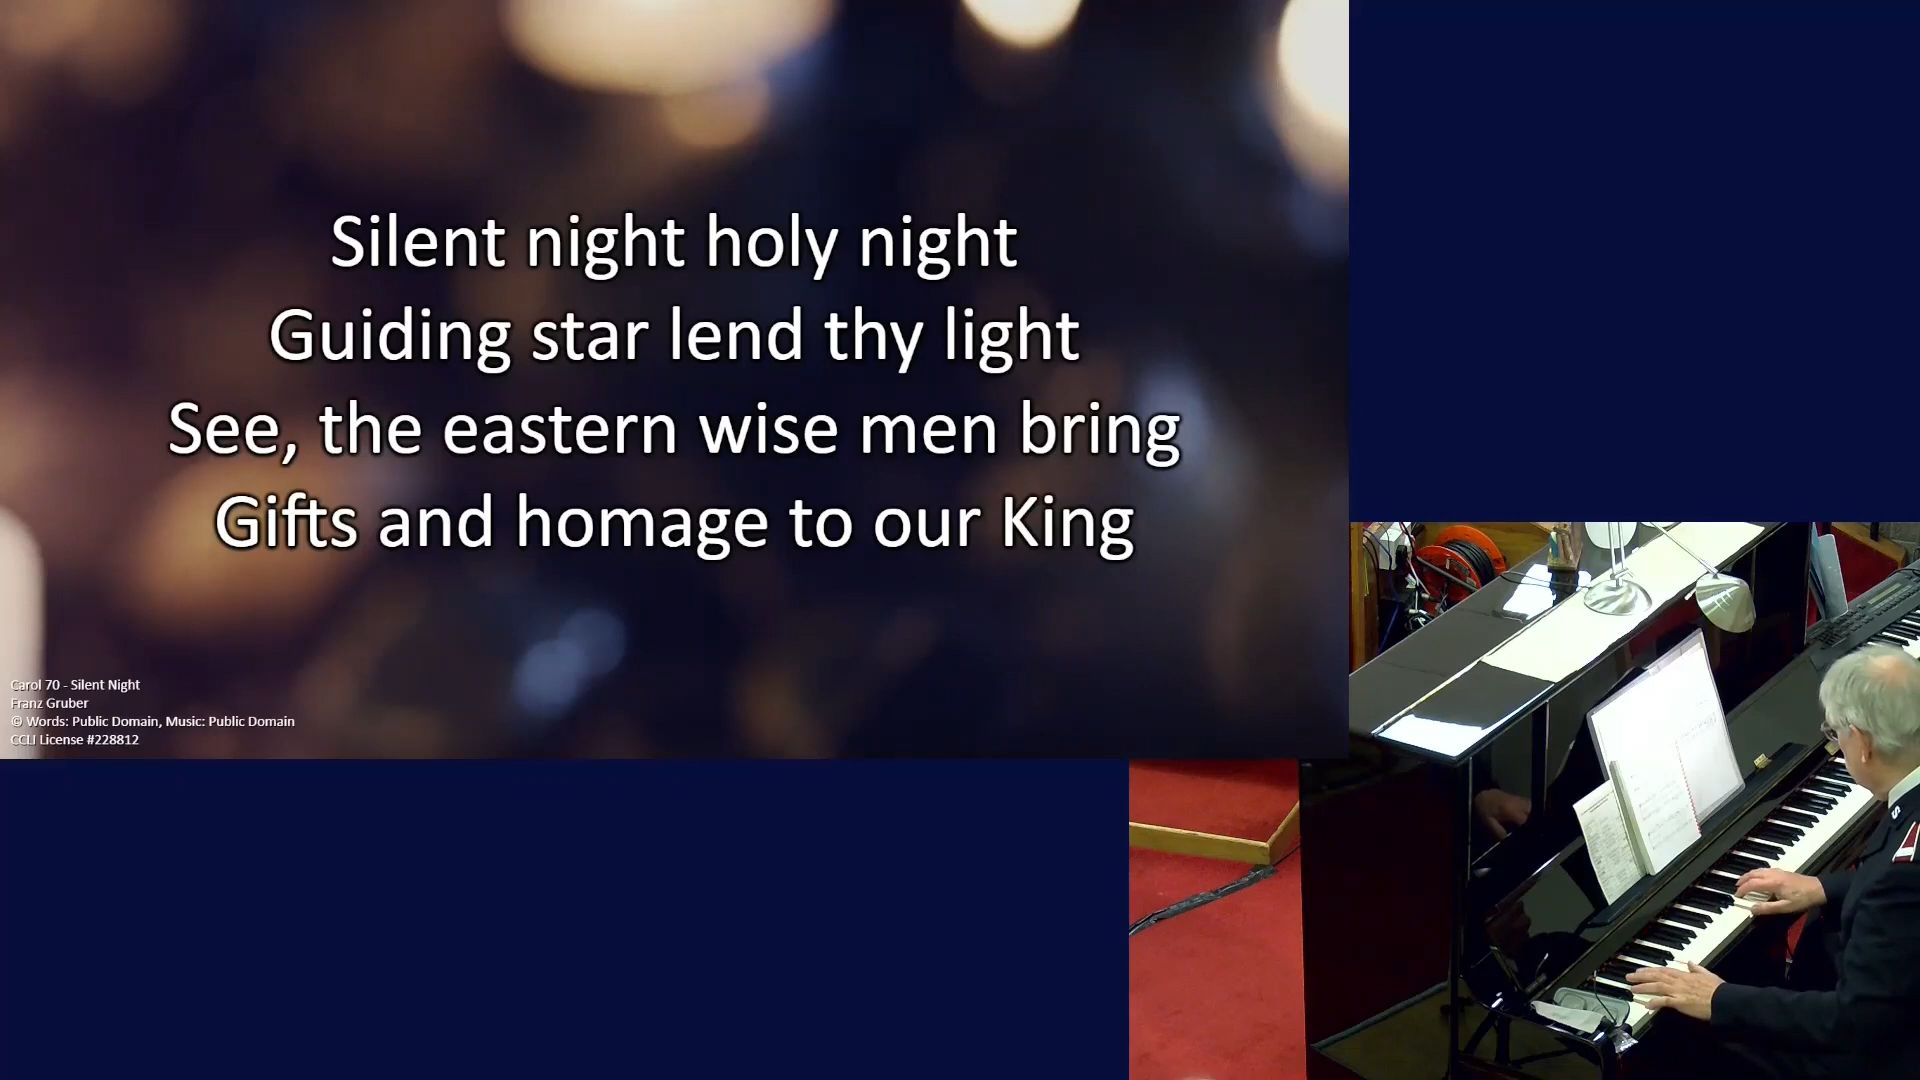 Silent night holy night
Guiding star lend thy light
See, the eastern wise men bring
Gifts and homage to our King
Carol 70 - Silent Night
Franz Gruber
© Words: Public Domain, Music: Public Domain
CCLI License #228812
S